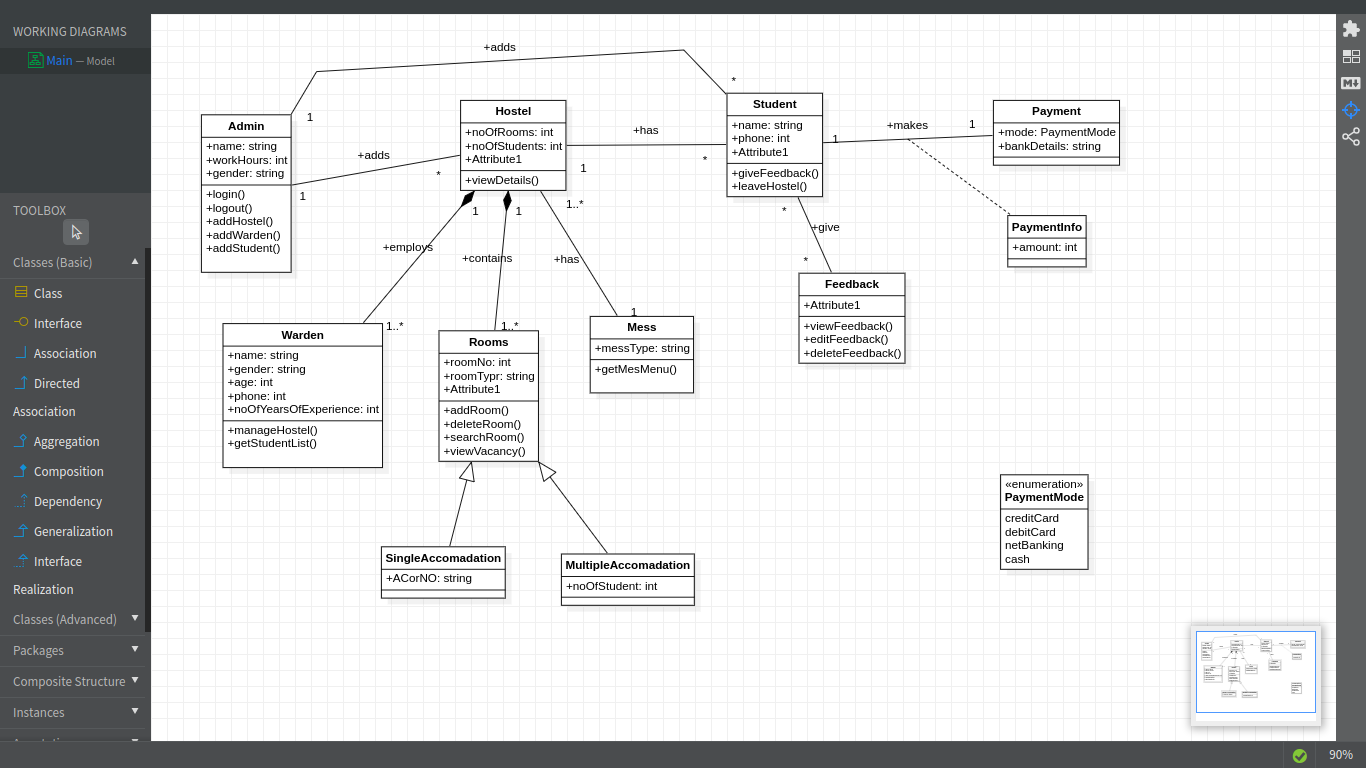 WORKING DIAGRAMS
Main — Model
TOOLBOX
Classes (Basic)
Class
Interface
Association
Directed
Association
Aggregation
Composition
Dependency
Generalization
Interface
Realization
Classes (Advanced)
Packages
Composite Structure
Instances
+adds
1
*
Admin
+name: string
+workHours: int
+gender: string
+login()
+logout()
+addHostel()
+addWarden()
+addStudent()
+adds
1
*
Hostel
+noOfRooms: int
+noOfStudents: int
+Attribute1
+viewDetails()
+has
1
*
Student
+name: string
+phone: int
+Attribute1
+giveFeedback()
+leaveHostel()
1
+makes
1
Payment
+mode: PaymentMode
+bankDetails: string
PaymentInfo
+amount: int
*
+give
*
Feedback
+Attribute1
+viewFeedback()
+editFeedback()
+deleteFeedback()
1
+employs
1..*
1
+contains
1..*
1..*
+has
1
Warden
+name: string
+gender: string
+age: int
+phone: int
+noOfYearsOfExperience: int
+manageHostel()
+getStudentList()
Rooms
+roomNo: int
+roomTypr: string
+Attribute1
+addRoom()
+deleteRoom()
+searchRoom()
+viewVacancy()
Mess
+messType: string
+getMesMenu()
SingleAccomadation
+ACorNO: string
MultipleAccomadation
+noOfStudent: int
«enumeration»
PaymentMode
creditCard
debitCard
netBanking
cash
M
90%